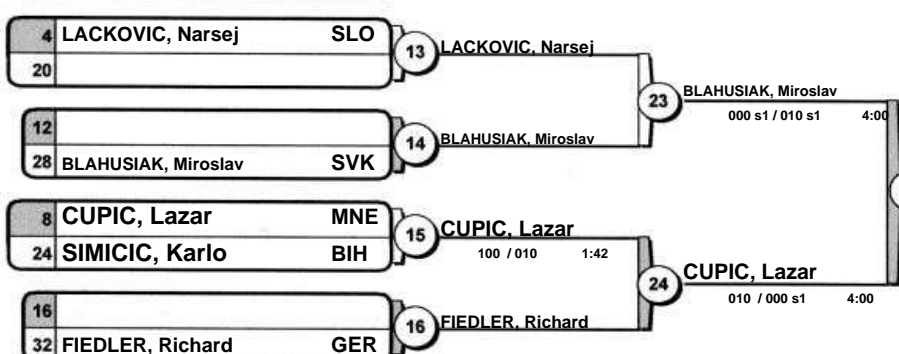 4 LACKOVIC, Narsej SLO
20
13 LACKOVIC, Narsej
12
28 BLAHUSIAK, Miroslav SVK
14 BLAHUSIAK, Miroslav
23 BLAHUSIAK, Miroslav
000 s1 / 010 s1 4:00
8 CUPIC, Lazar MNE
24 SIMICIC, Karlo BIH
15 CUPIC, Lazar
100 / 010 1:42
16
32 FIEDLER, Richard GER
16 FIEDLER, Richard
24 CUPIC, Lazar
010 / 000 s1 4:00